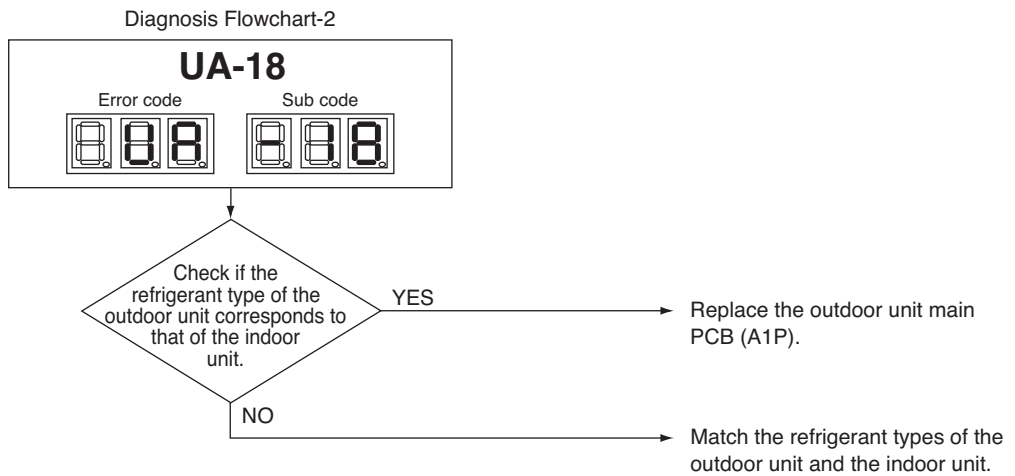 Diagnosis Flowchart-2
UA-18
Error code
Sub code
UA
-18
Check if the
refrigerant type of the
outdoor unit corresponds to
that of the indoor
unit.
YES
Replace the outdoor unit main
PCB (A1P).
NO
Match the refrigerant types of the
outdoor unit and the indoor unit.